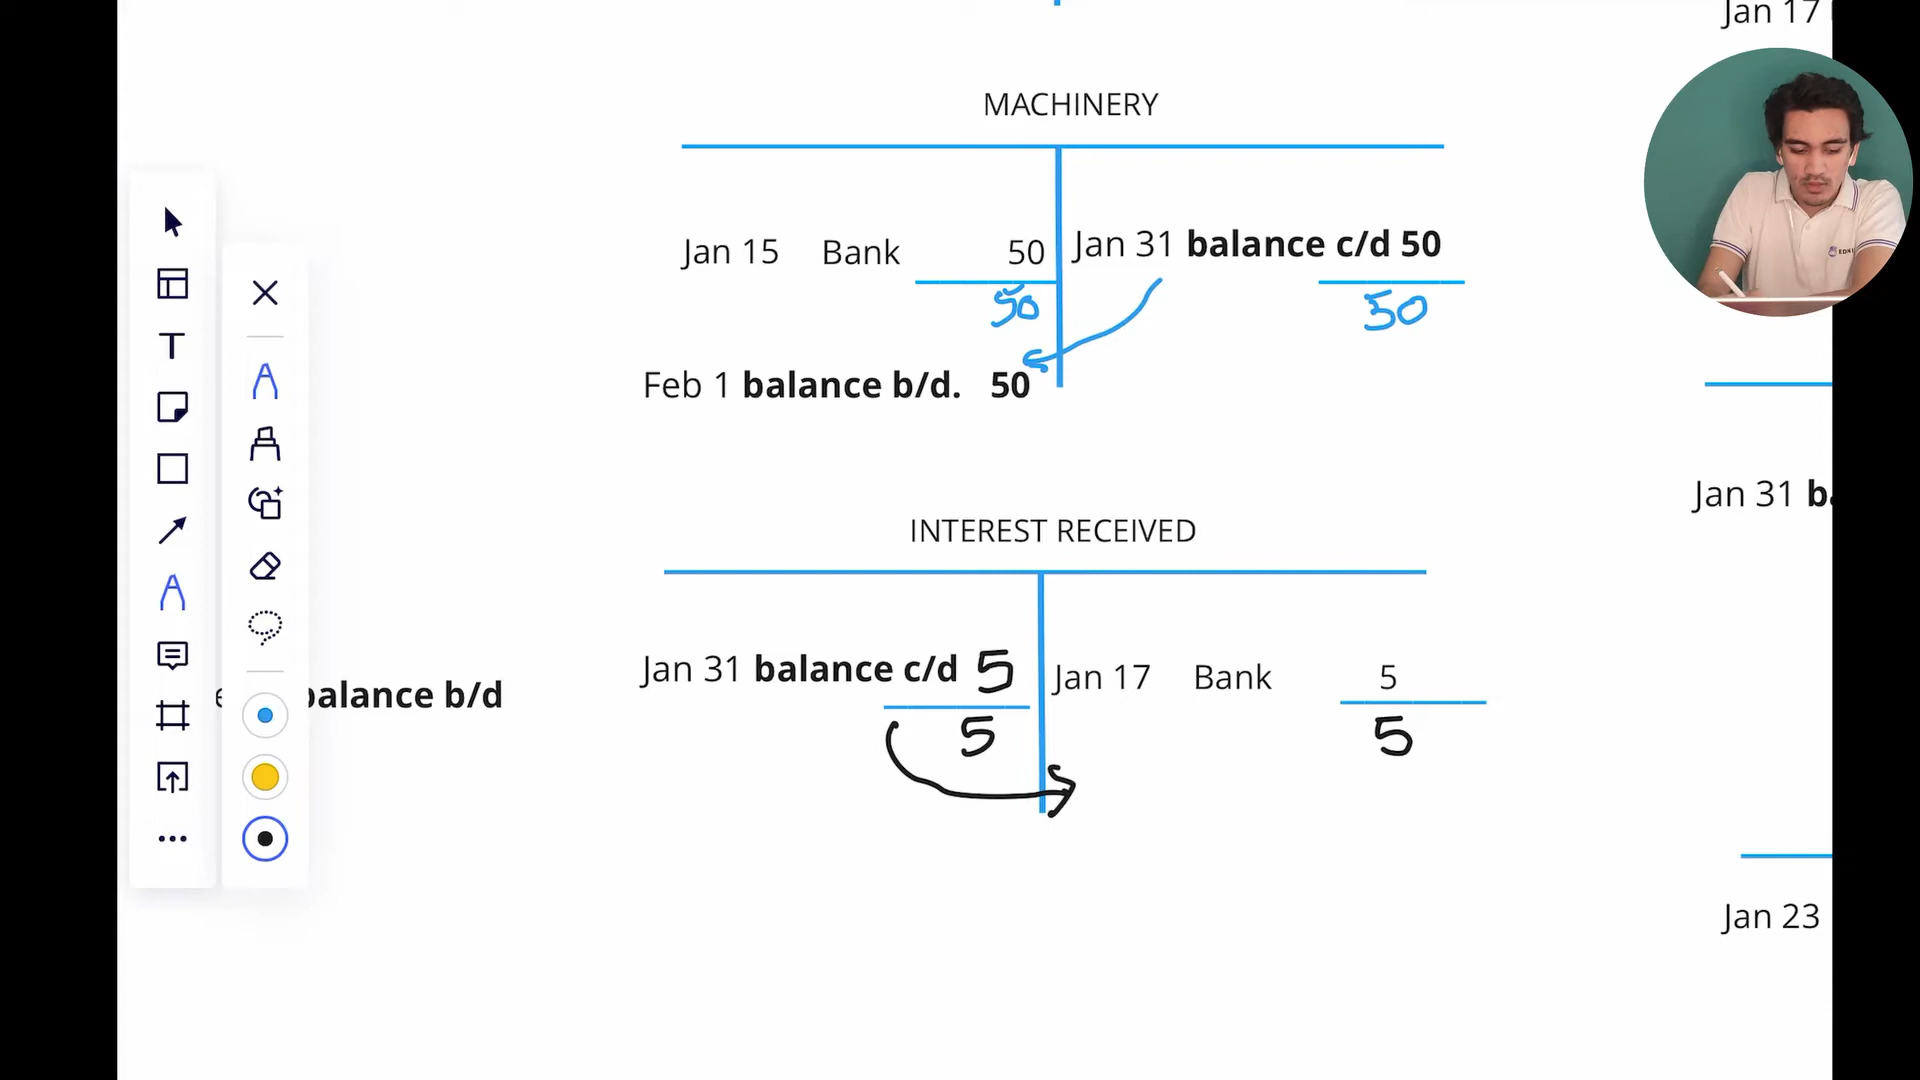 Jan 17
MACHINERY
Jan 15 Bank 50 Jan 31 balance c/d 50
50 50
Feb 1 balance b/d. 50
Jan 31
INTEREST RECEIVED
Jan 31 balance c/d 5 Jan 17 Bank 5
balance b/d
5 5
Jan 23